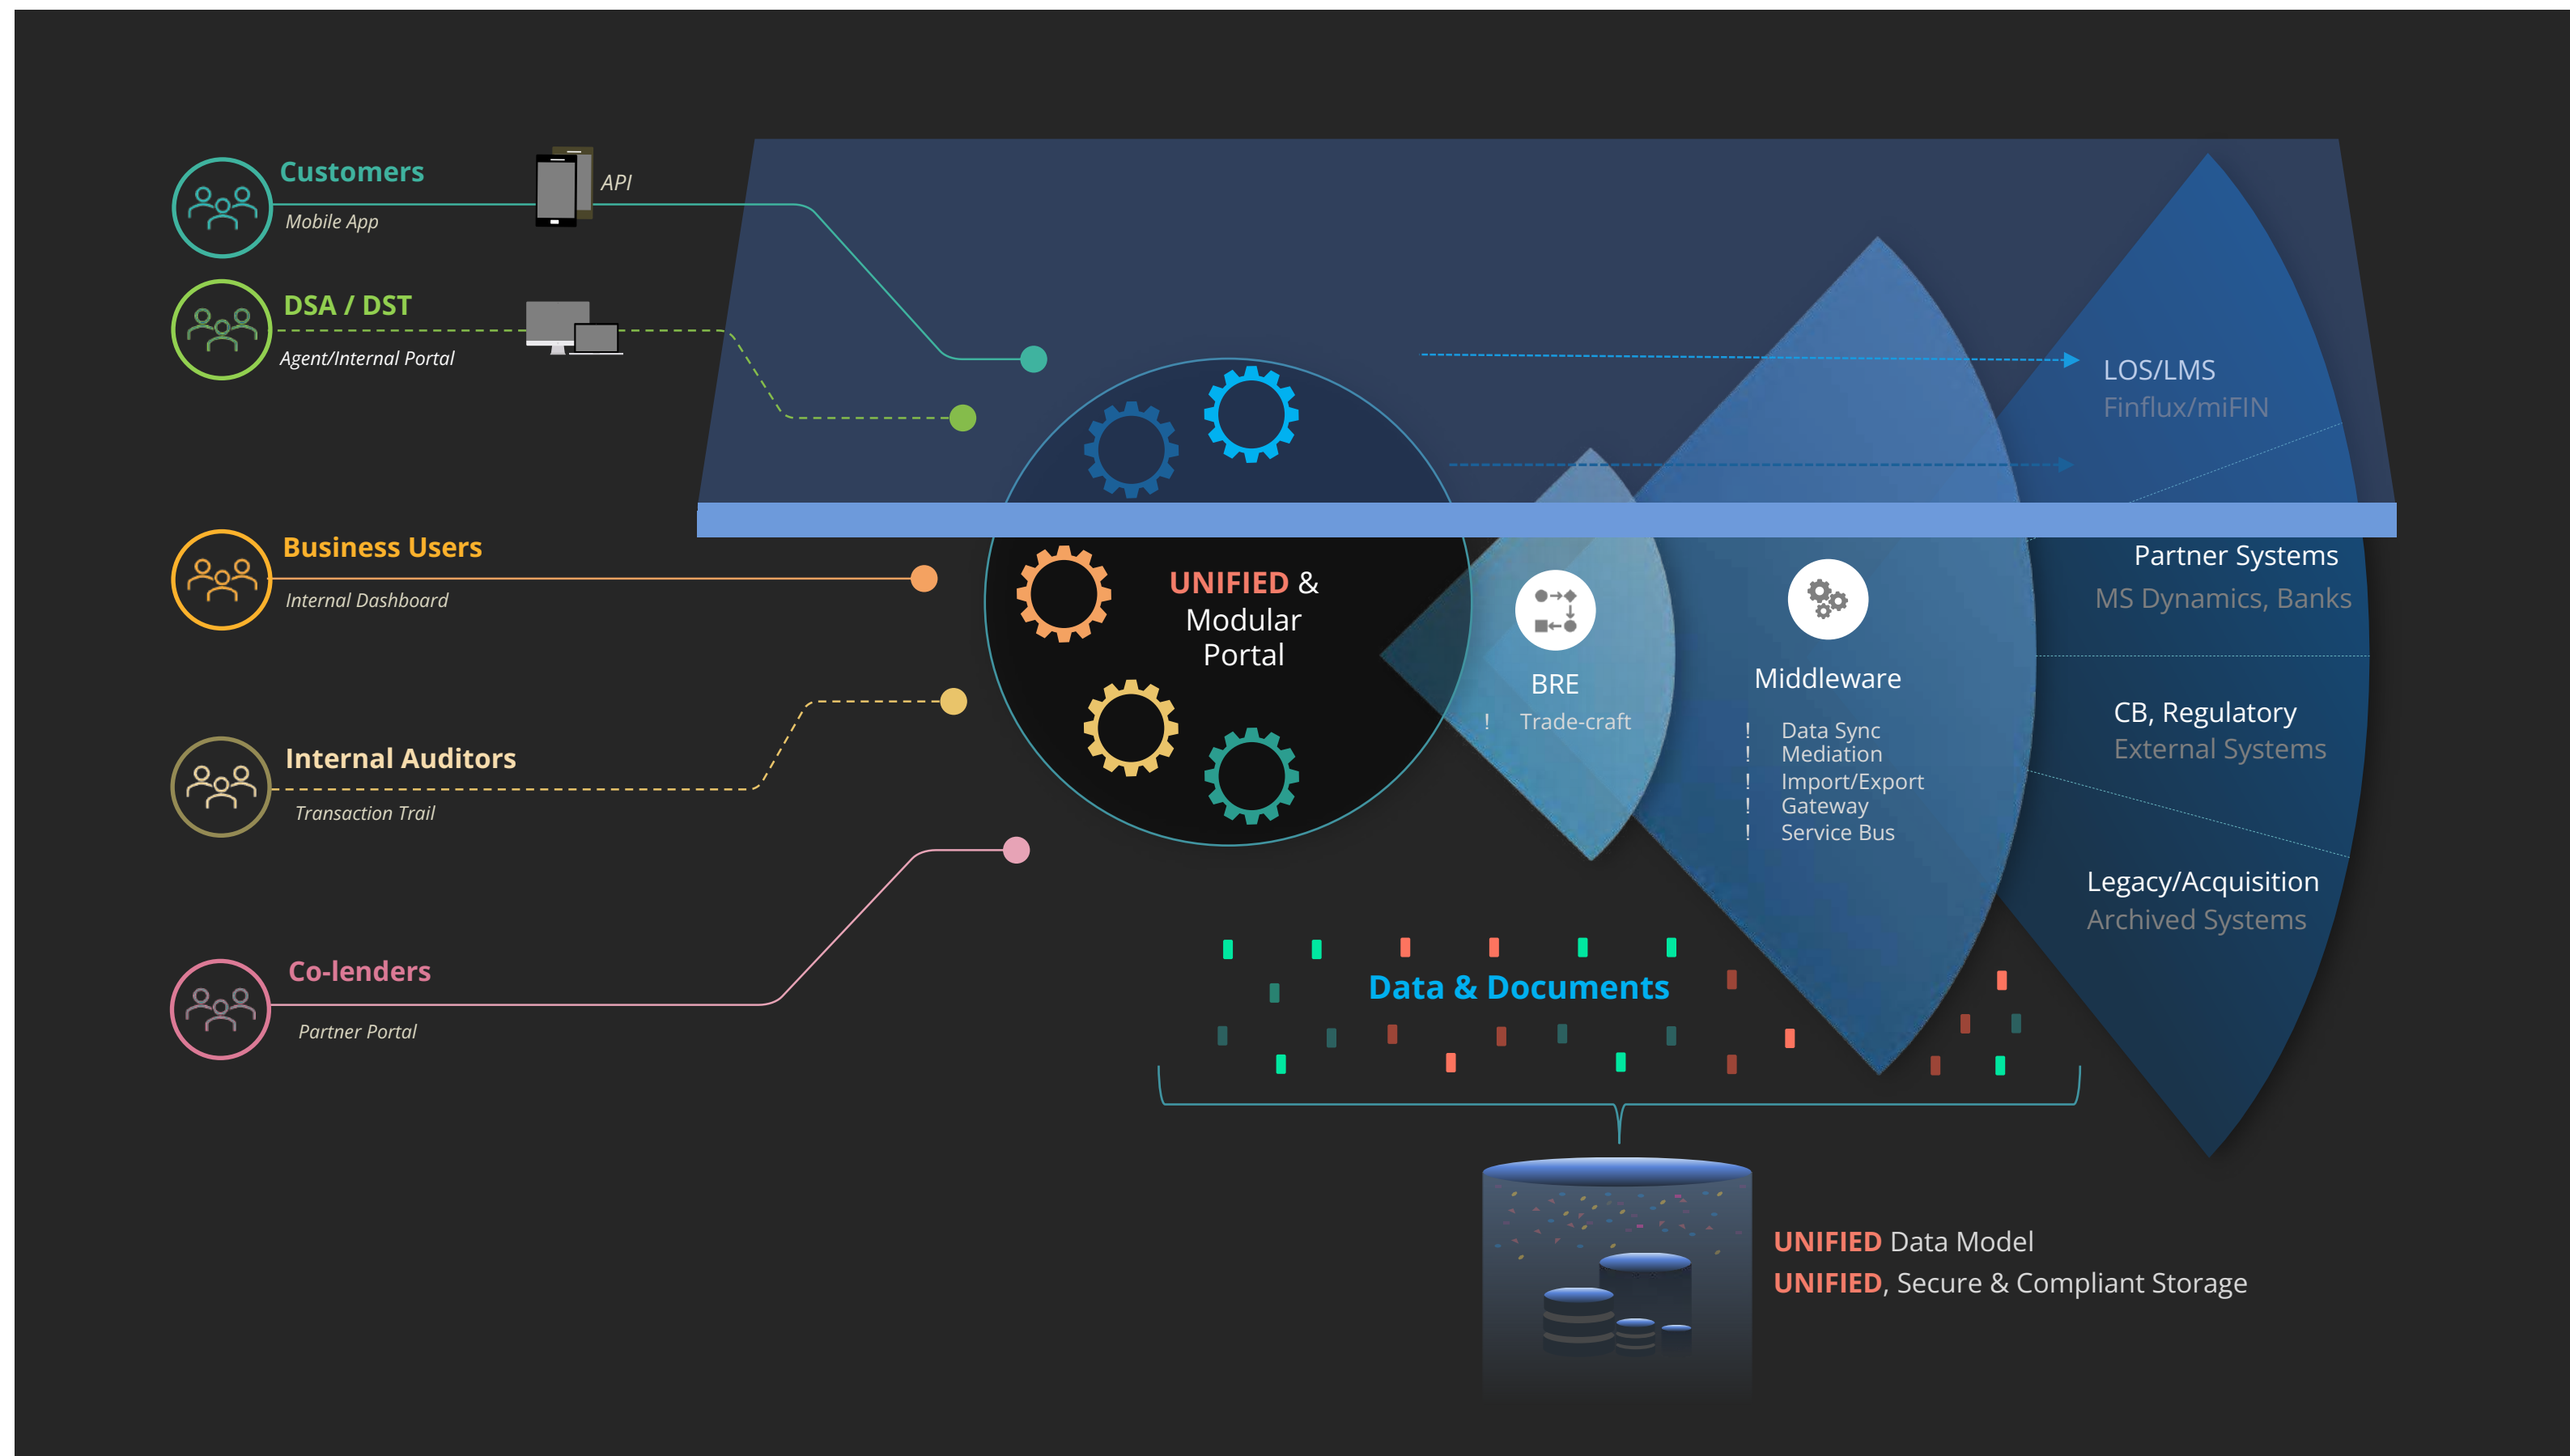 Customers
API
Mobile App
DSA / DST
Agent/Internal Portal
Business Users
Internal Dashboard
Internal Auditors
Transaction Trail
Co-lenders
Partner Portal
UNIFIED &
Modular
Portal
BRE
! Trade-craft
Middleware
! Data Sync
! Mediation
! Import/Export
! Gateway
! Service Bus
LOS/LMS
Finflux/miFIN
Partner Systems
MS Dynamics, Banks
CB, Regulatory
External Systems
Legacy/Acquisition
Archived Systems
Data & Documents
UNIFIED Data Model
UNIFIED, Secure & Compliant Storage